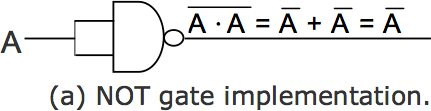 A A̅ ̅·̅ ̅A̅ = A̅ + A̅ = A̅
(a) NOT gate implementation.